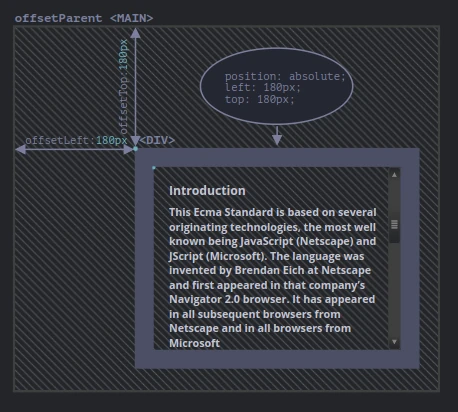 offsetParent <MAIN>
offsetTop:180px
position: absolute;
left: 180px;
top: 180px;
offsetLeft:180px
<DIV>
Introduction
This Ecma Standard is based on several
originating technologies, the most well
known being JavaScript (Netscape) and
JScript (Microsoft). The language was
invented by Brendan Eich at Netscape
and first appeared in that company's
Navigator 2.0 browser. It has appeared
in all subsequent browsers from
Netscape and in all browsers from
Microsoft